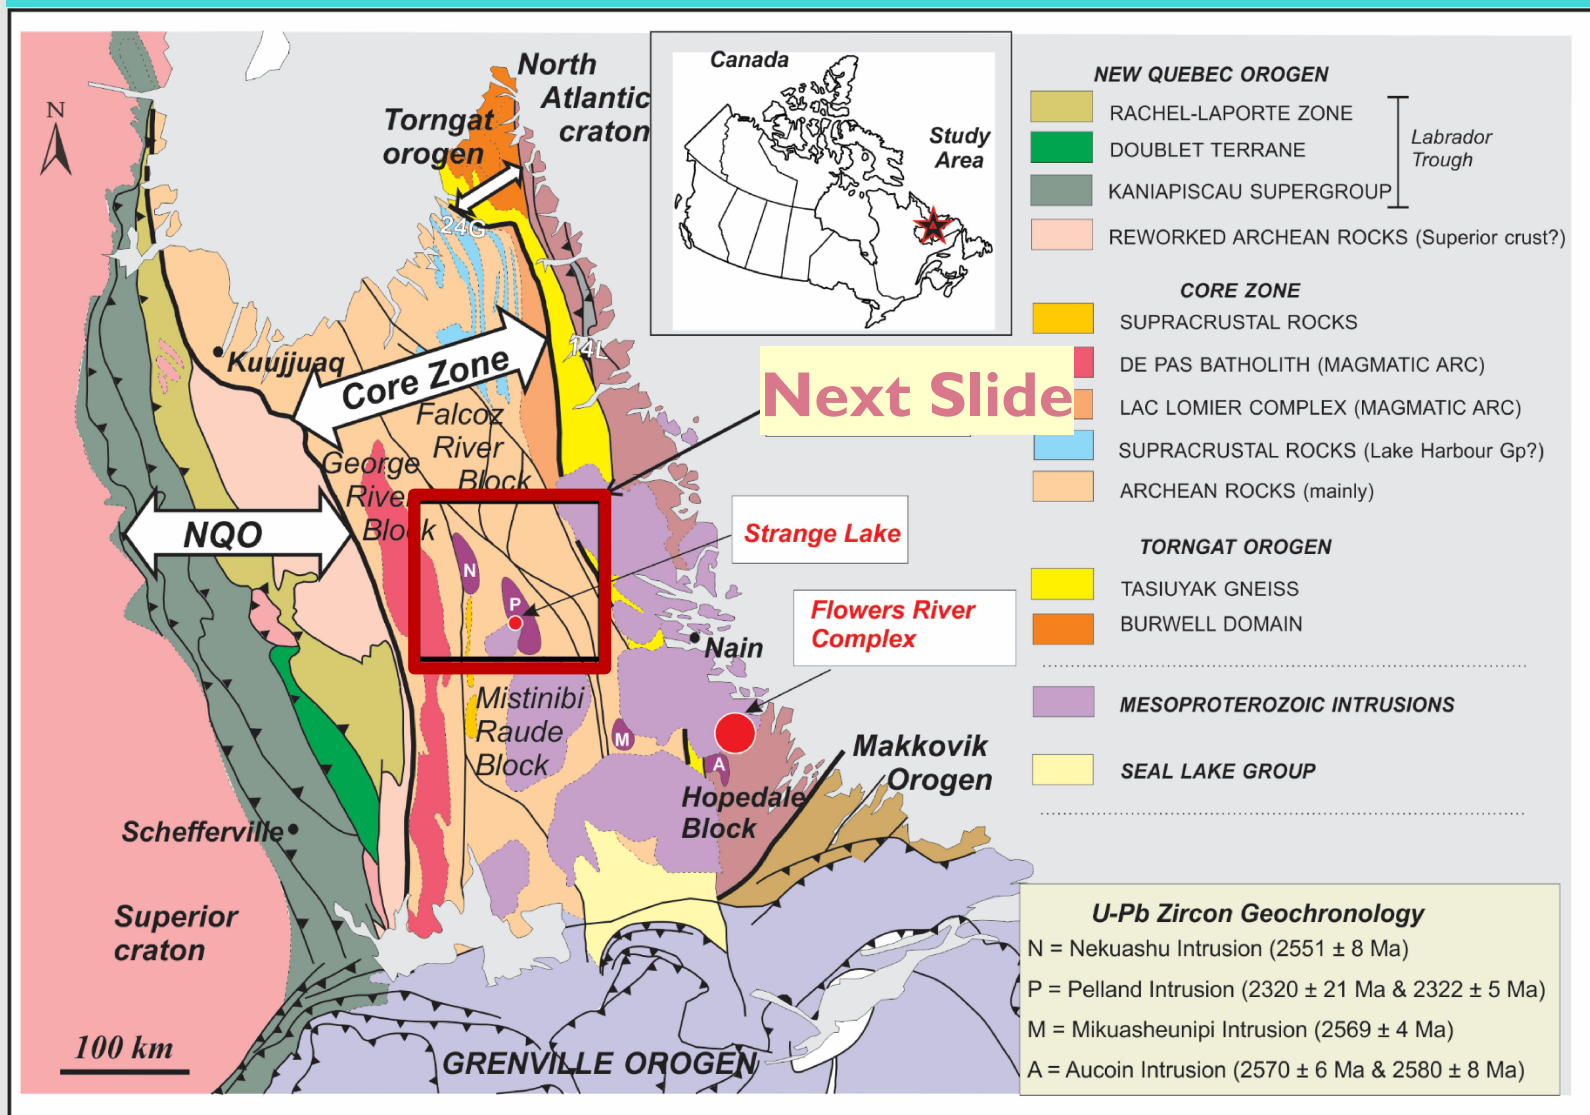 North
Atlantic
craton
Torngat
orogen
N
24G
14L
Kuujjuaq
Core Zone
Falcoz
River
Block
George
River
Block
NQO
N
P
Strange Lake
Flowers River
Complex
Nain
Mistinibi
Raude
Block
M
A
Makkovik
Orogen
Hopedale
Block
Schefferville
Superior
craton
100 km
GRENVILLE OROGEN
Canada
Study
Area
Next Slide
NEW QUEBEC OROGEN
RACHEL-LAPORTE ZONE
DOUBLET TERRANE
KANIAPISCAU SUPERGROUP
Labrador
Trough
REWORKED ARCHEAN ROCKS (Superior crust?)
CORE ZONE
SUPRACRUSTAL ROCKS
DE PAS BATHOLITH (MAGMATIC ARC)
LAC LOMIER COMPLEX (MAGMATIC ARC)
SUPRACRUSTAL ROCKS (Lake Harbour Gp?)
ARCHEAN ROCKS (mainly)
TORNGAT OROGEN
TASIUYAK GNEISS
BURWELL DOMAIN
MESOPROTEROZOIC INTRUSIONS
SEAL LAKE GROUP
U-Pb Zircon Geochronology
N = Nekuashu Intrusion (2551 ± 8 Ma)
P = Pelland Intrusion (2320 ± 21 Ma & 2322 ± 5 Ma)
M = Mikuasheunipi Intrusion (2569 ± 4 Ma)
A = Aucoin Intrusion (2570 ± 6 Ma & 2580 ± 8 Ma)